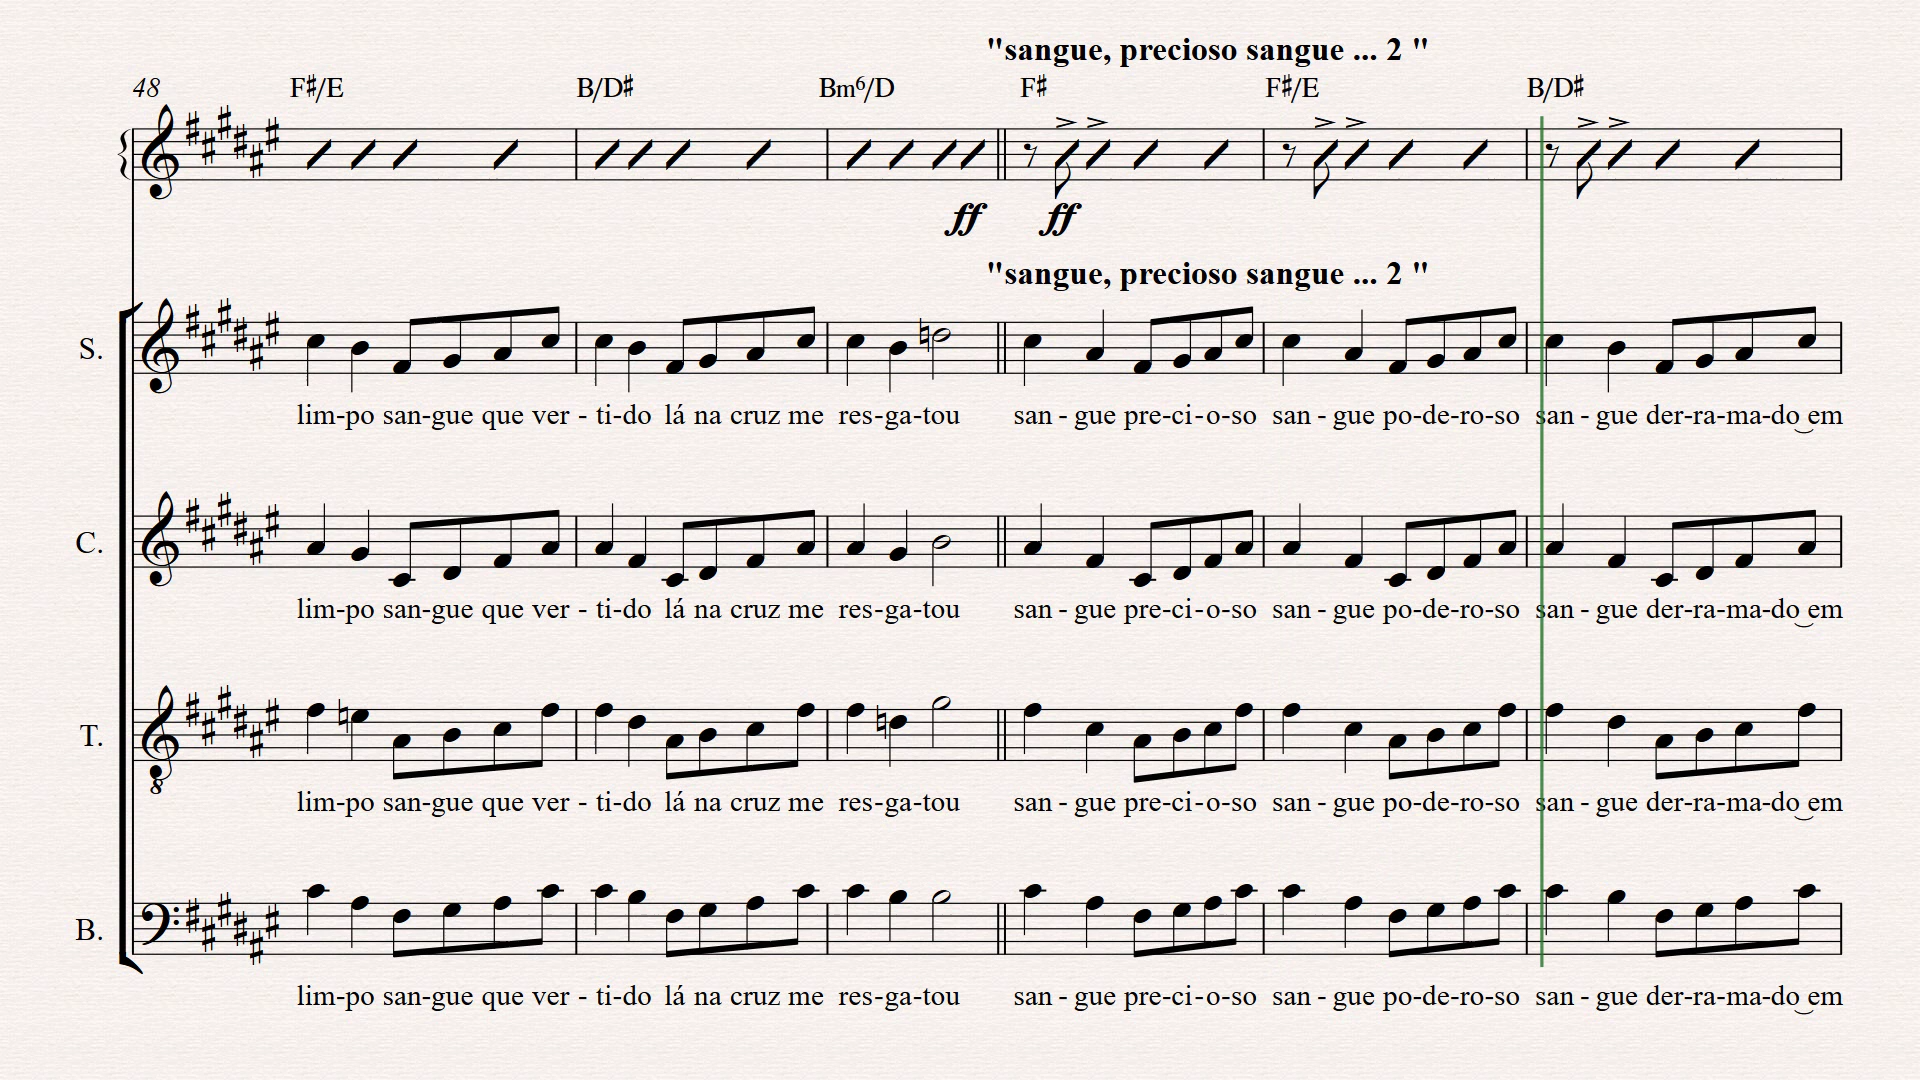 "sangue, precioso sangue ... 2 "
48 F♯/E B/D♯ Bm⁶/D F♯ F♯/E B/D♯
ff ff
"sangue, precioso sangue ... 2 "
S.
lim-po san-gue que ver - ti-do lá na cruz me res-ga-tou san - gue pre-ci-o-so san - gue po-de-ro-so san - gue der-ra-ma-do‿em
C.
lim-po san-gue que ver - ti-do lá na cruz me res-ga-tou san - gue pre-ci-o-so san - gue po-de-ro-so san - gue der-ra-ma-do‿em
T.
8
lim-po san-gue que ver - ti-do lá na cruz me res-ga-tou san - gue pre-ci-o-so san - gue po-de-ro-so san - gue der-ra-ma-do‿em
B.
lim-po san-gue que ver - ti-do lá na cruz me res-ga-tou san - gue pre-ci-o-so san - gue po-de-ro-so san - gue der-ra-ma-do‿em